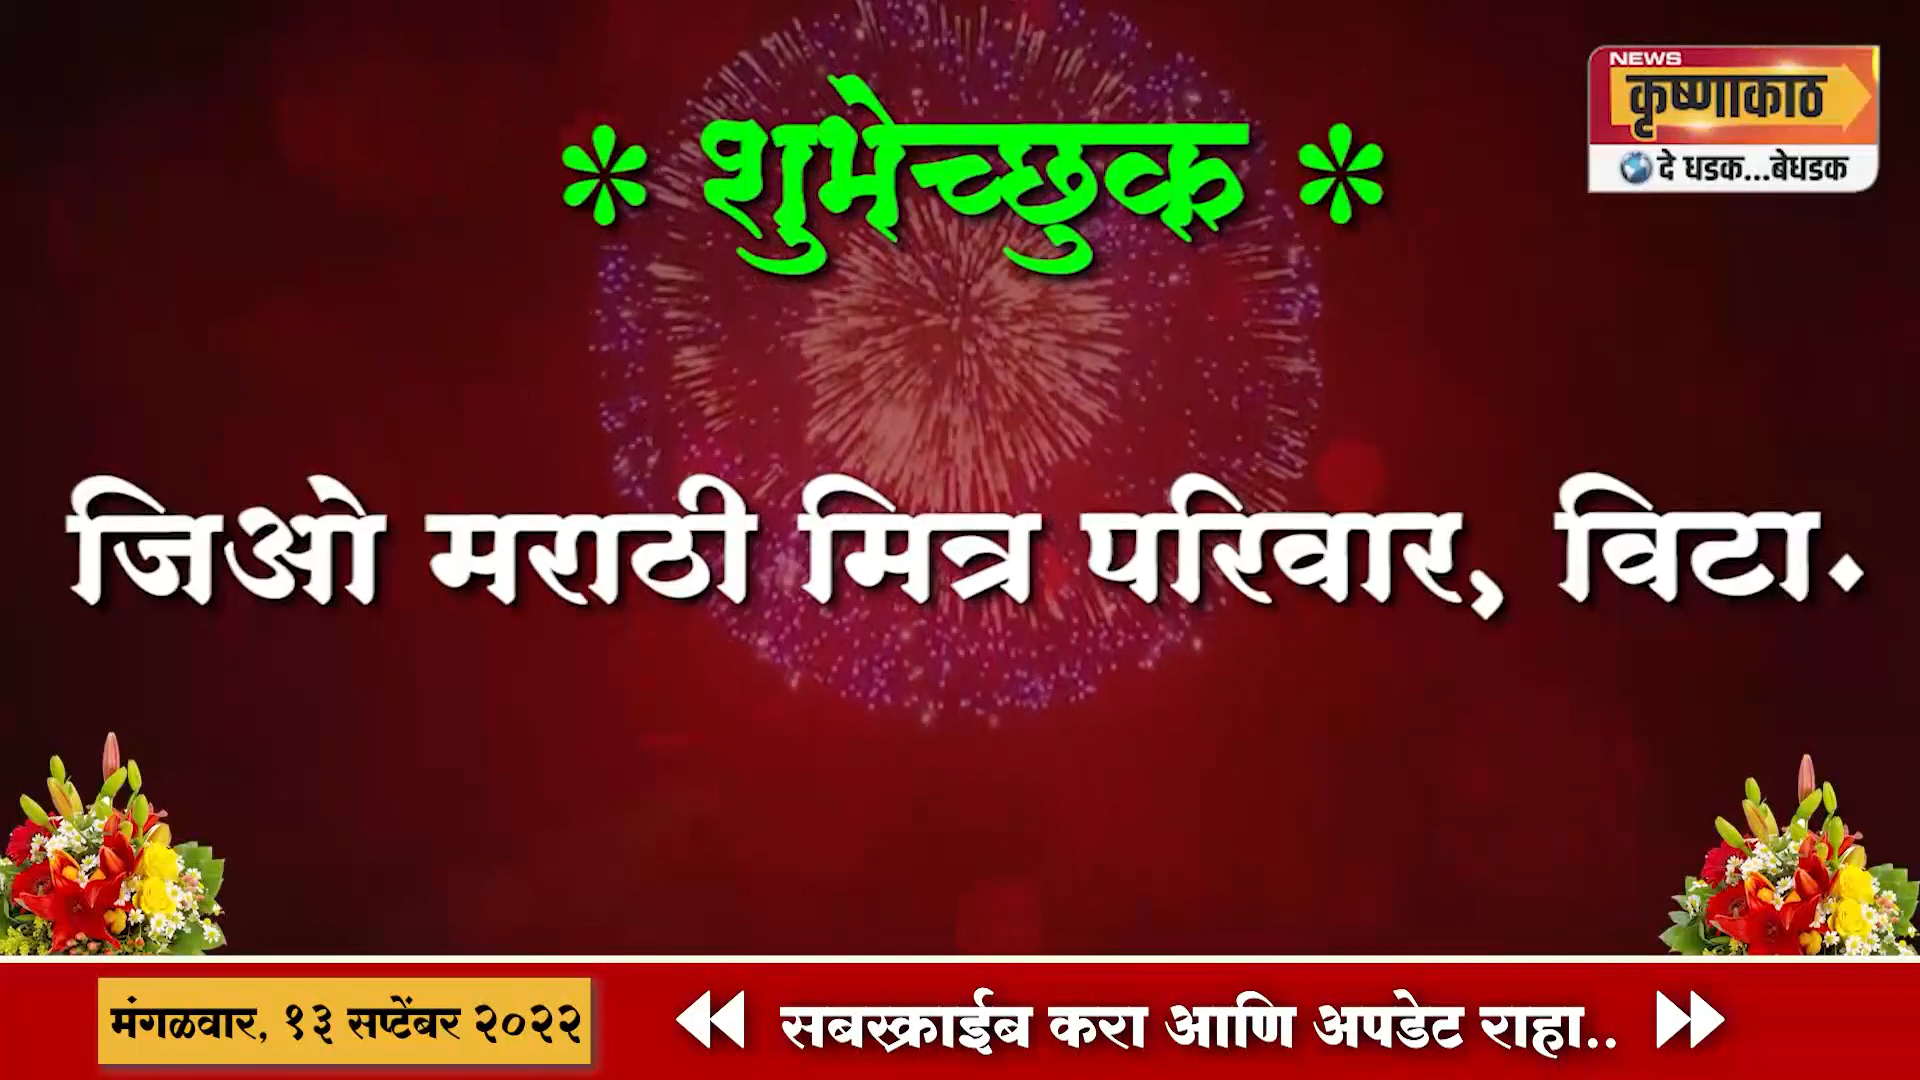 NEWS
कृष्णाकाठ
दे धडक...बेधडक
* शुभेच्छुक *
जिओ मराठी मित्र परिवार, विटा.
मंगळवार, १३ सप्टेंबर २०२२
सबस्क्राईब करा आणि अपडेट राहा..